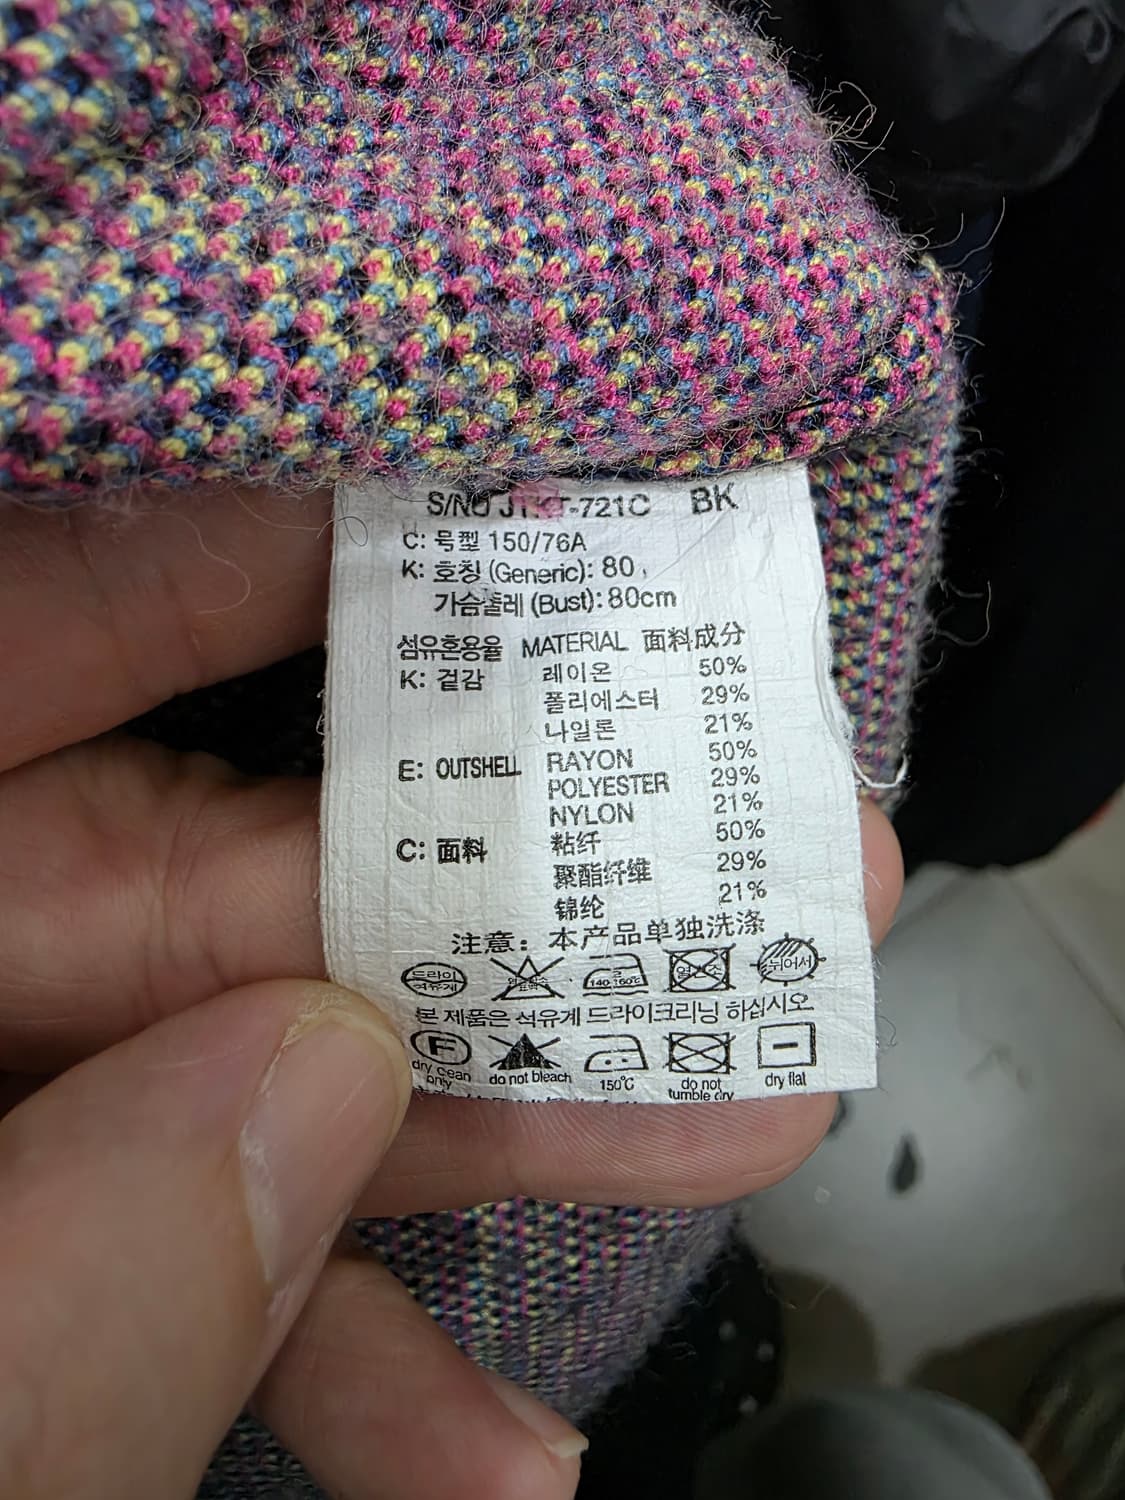 S/NO BK
C: 号型 150/76A
K: 호칭 (Generic): 80
가슴둘레 (Bust): 80cm
섬유혼용율 MATERIAL 面料成分
K: 겉감 레이온 50%
폴리에스터 29%
나일론 21%
E: OUTSHELL RAYON 50%
POLYESTER 29%
NYLON 21%
C: 面料 粘纤 50%
聚酯纤维 29%
锦纶 21%
注意：本产品单独洗涤
드라이 석유계 140-160℃ 뉘어서
본 제품은 석유계 드라이크리닝 하십시오
F 150℃
dry cean only do not bleach do not tumble dry dry flat